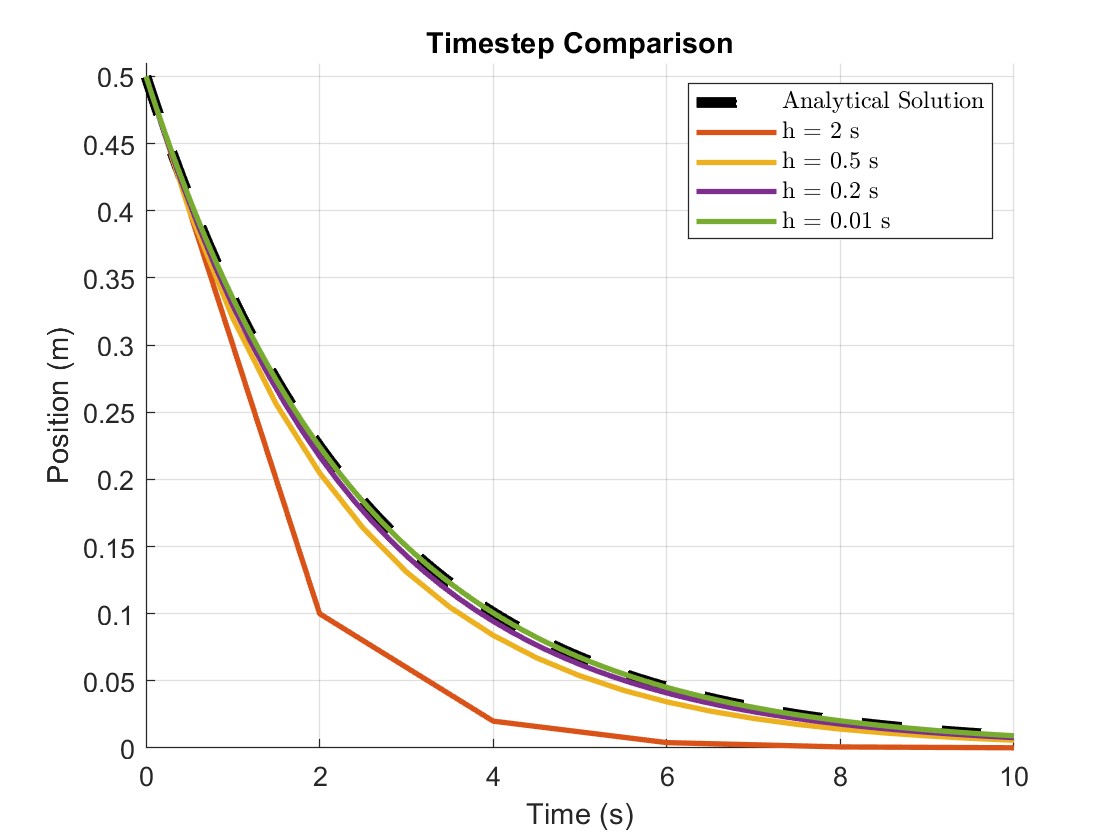 Timestep Comparison
Analytical Solution
h = 2 s
h = 0.5 s
h = 0.2 s
h = 0.01 s
Position (m)
0.5
0.45
0.4
0.35
0.3
0.25
0.2
0.15
0.1
0.05
0
0 2 4 6 8 10
Time (s)